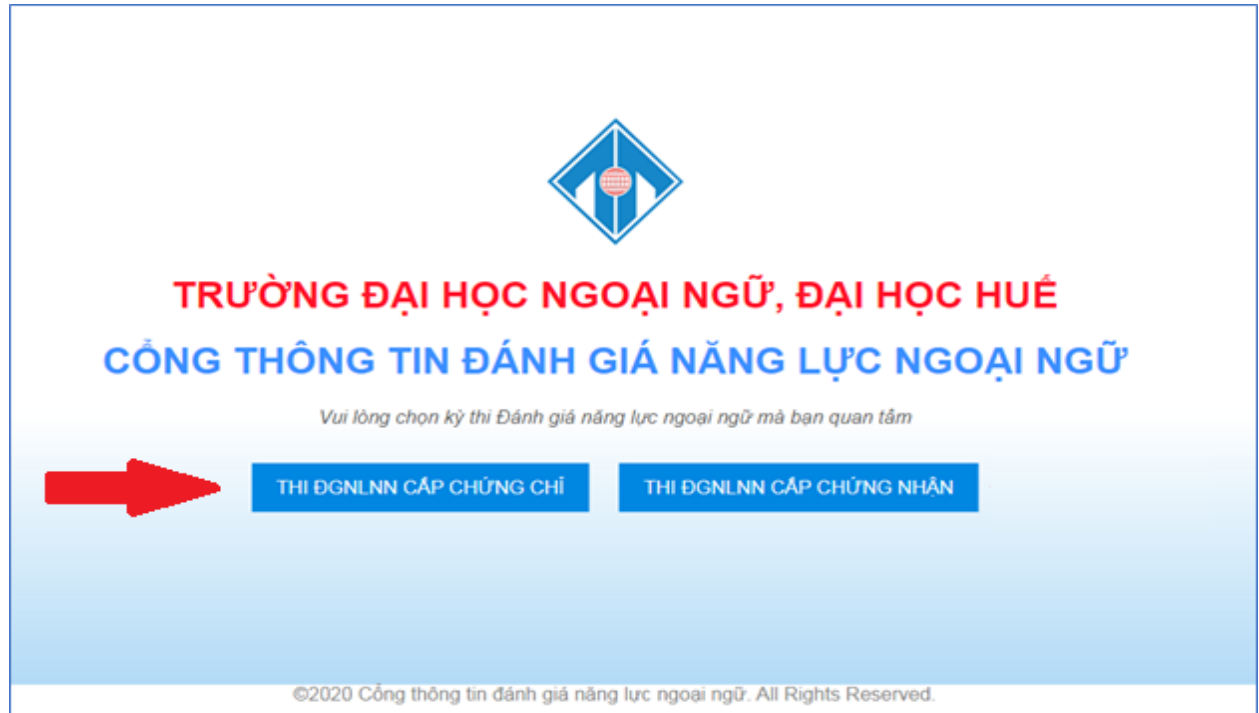 TRƯỜNG ĐẠI HỌC NGOẠI NGỮ, ĐẠI HỌC HUẾ
CỔNG THÔNG TIN ĐÁNH GIÁ NĂNG LỰC NGOẠI NGỮ
Vui lòng chọn kỳ thi Đánh giá năng lực ngoại ngữ mà bạn quan tâm
THI ĐGNLNN CẤP CHỨNG CHỈ
THI ĐGNLNN CẤP CHỨNG NHẬN
©2020 Cổng thông tin đánh giá năng lực ngoại ngữ. All Rights Reserved.